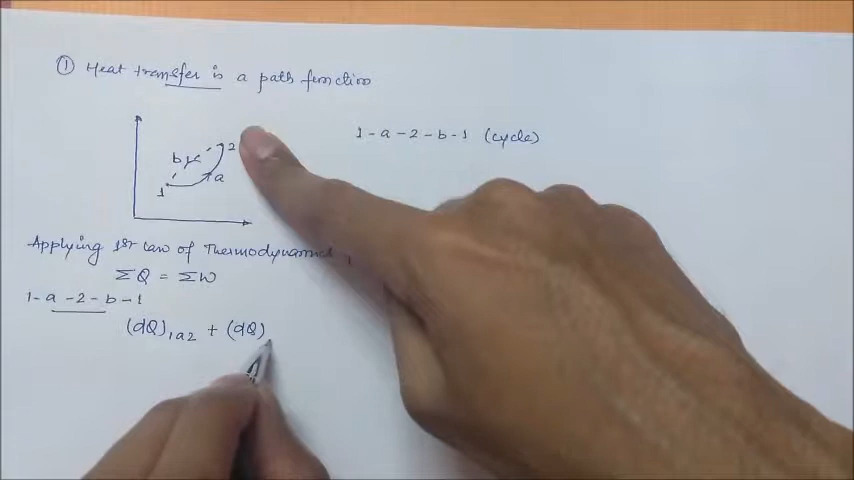 ① Heat transfer is a path function
1-a-2-b-1 (cycle)
2
b
a
1
Applying 1st Law of Thermodynamics
ΣQ = ΣW
1-a-2-b-1
(dQ)1a2 + (dQ)